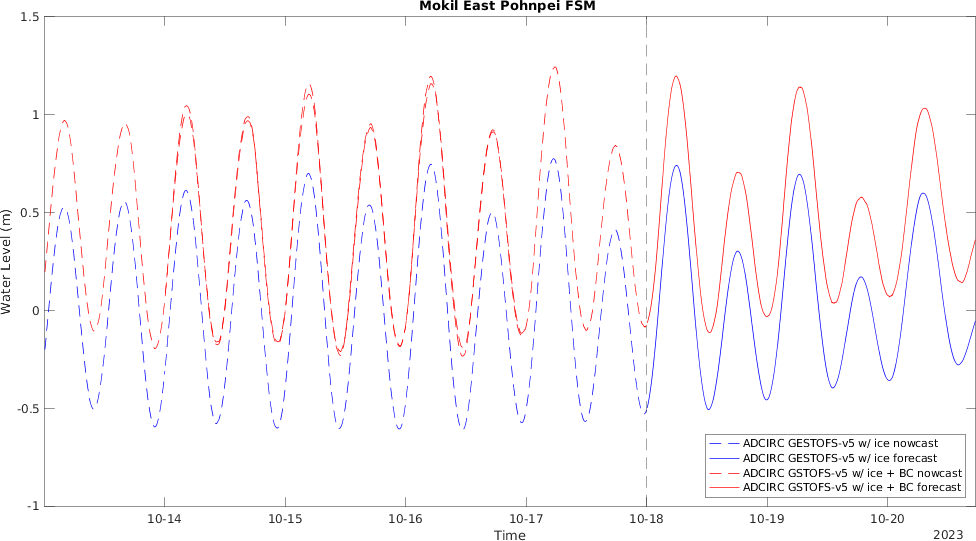 Mokil East Pohnpei FSM
1.5
1
0.5
0
-0.5
-1
Water Level (m)
10-14
10-15
10-16
10-17
10-18
10-19
10-20
Time
2023
ADCIRC GESTOFS-v5 w/ ice nowcast
ADCIRC GESTOFS-v5 w/ ice forecast
ADCIRC GSTOFS-v5 w/ ice + BC nowcast
ADCIRC GSTOFS-v5 w/ ice + BC forecast